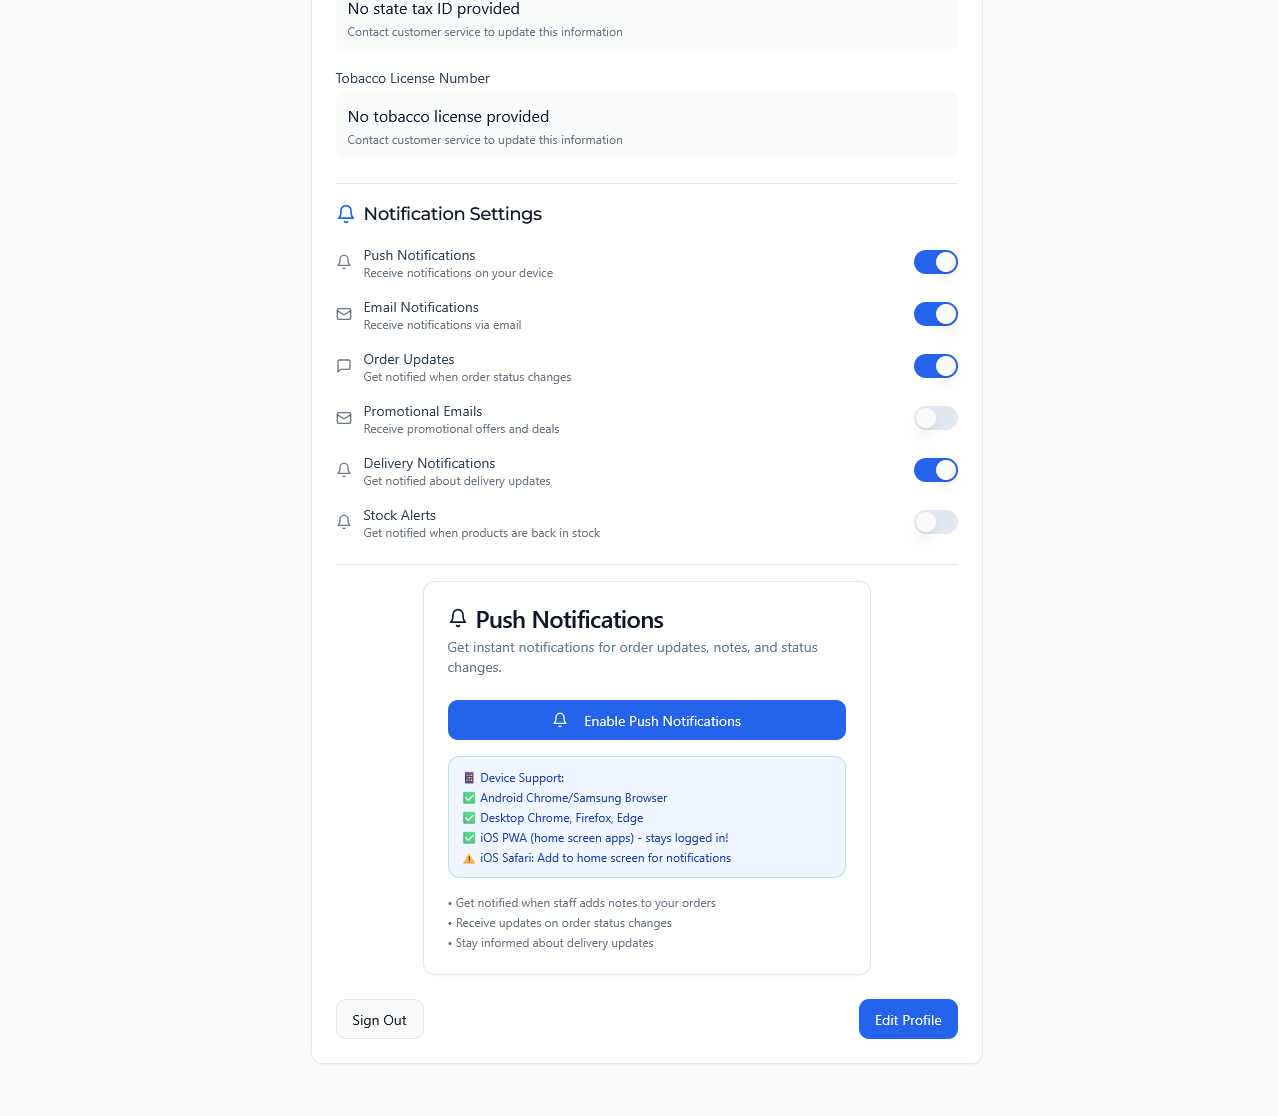 No state tax ID provided
Contact customer service to update this information
Tobacco License Number
No tobacco license provided
Contact customer service to update this information
Notification Settings
Push Notifications
Receive notifications on your device
Email Notifications
Receive notifications via email
Order Updates
Get notified when order status changes
Promotional Emails
Receive promotional offers and deals
Delivery Notifications
Get notified about delivery updates
Stock Alerts
Get notified when products are back in stock
Push Notifications
Get instant notifications for order updates, notes, and status
changes.
Enable Push Notifications
📱 Device Support:
✅ Android Chrome/Samsung Browser
✅ Desktop Chrome, Firefox, Edge
✅ iOS PWA (home screen apps) - stays logged in!
⚠️ iOS Safari: Add to home screen for notifications
• Get notified when staff adds notes to your orders
• Receive updates on order status changes
• Stay informed about delivery updates
Sign Out
Edit Profile